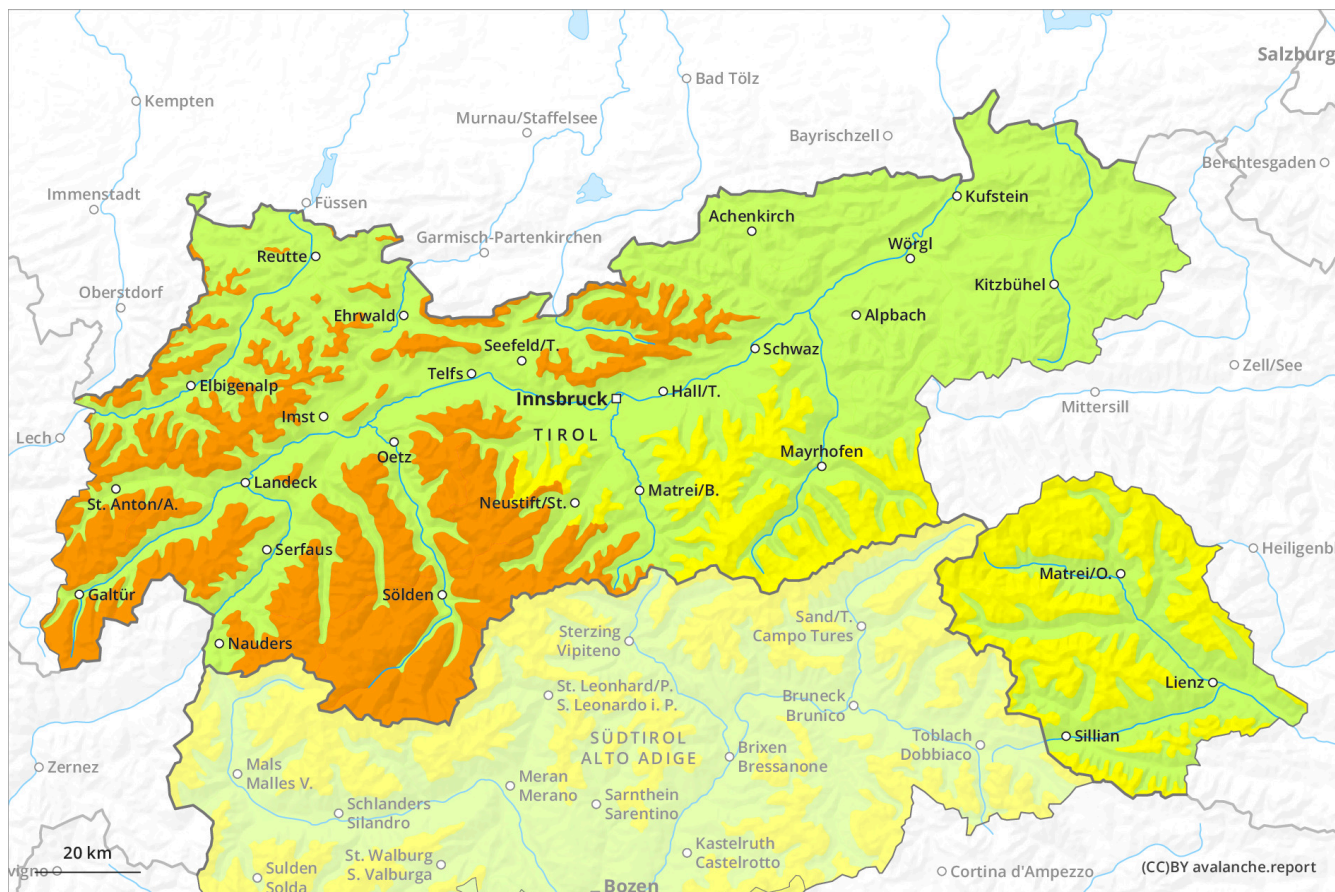 Salzburg
Bad Tölz
Kempten
Murnau/Staffelsee
Bayrischzell
Berchtesgaden
Immenstadt
Füssen
Kufstein
Achenkirch
Garmisch-Partenkirchen
Wörgl
Reutte
Kitzbühel
Oberstdorf
Ehrwald
Alpbach
Seefeld/T.
Schwaz
Zell/See
Telfs
Elbigenalp
Hall/T.
Innsbruck
Mittersill
Imst
TIROL
Lech
Oetz
Mayrhofen
Landeck
Matrei/B.
St. Anton/A.
Neustift/St.
Serfaus
Heiligenb
Matrei/O.
Galtür
Sölden
Sand/T.
Campo Tures
Sterzing
Vipiteno
Nauders
Lienz
St. Leonhard/P.
S. Leonardo i. P.
Bruneck
Brunico
SÜDTIROL
ALTO ADIGE
Toblach
Dobbiaco
Sillian
Brixen
Bressanone
Zernez
Mals
Malles V.
Meran
Merano
Sarnthein
Sarentino
Schlanders
Silandro
20 km
vigno
St. Walburg
S. Valburga
Kastelruth
Castelrotto
Sulden
Solda
Bozen
Cortina d'Ampezzo
(CC)BY avalanche.report